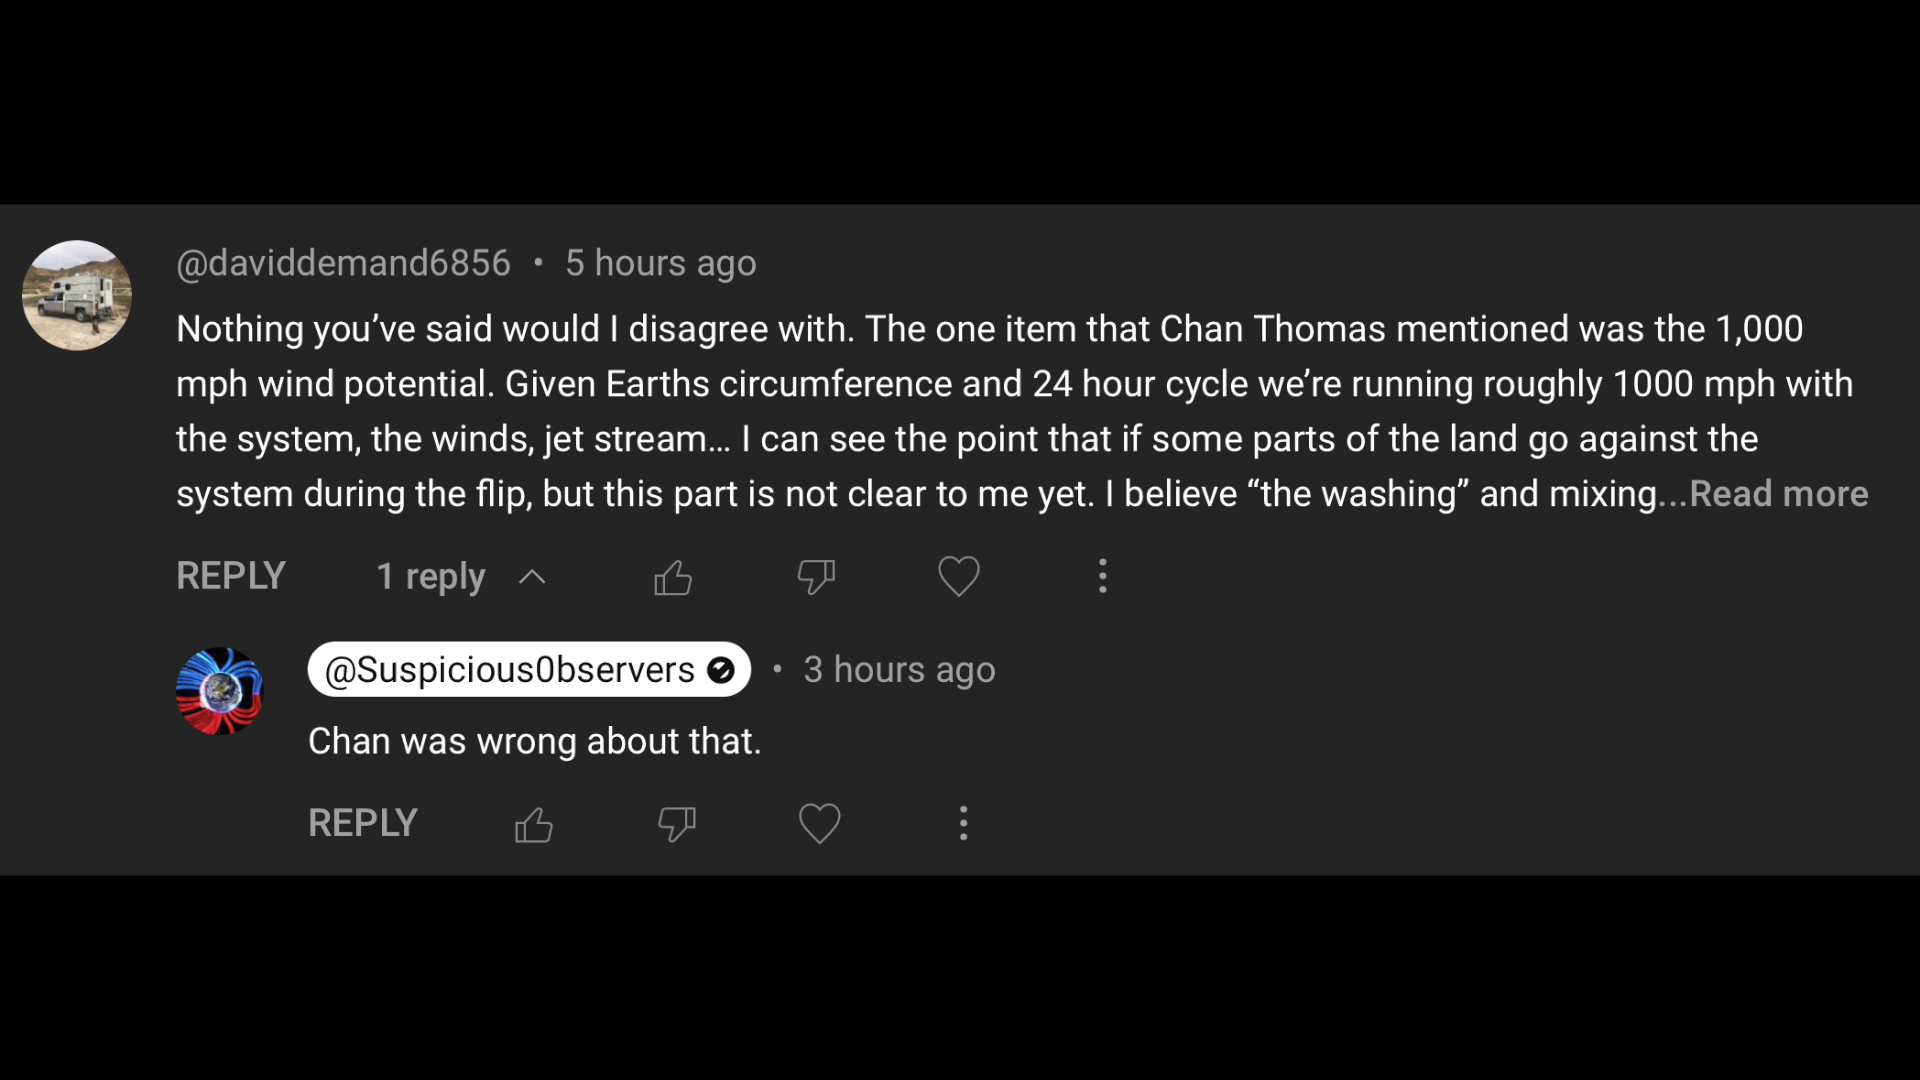 @daviddemand6856 • 5 hours ago
Nothing you’ve said would I disagree with. The one item that Chan Thomas mentioned was the 1,000
mph wind potential. Given Earths circumference and 24 hour cycle we’re running roughly 1000 mph with
the system, the winds, jet stream… I can see the point that if some parts of the land go against the
system during the flip, but this part is not clear to me yet. I believe “the washing” and mixing...Read more
REPLY 1 reply
@Suspicious0bservers • 3 hours ago
Chan was wrong about that.
REPLY